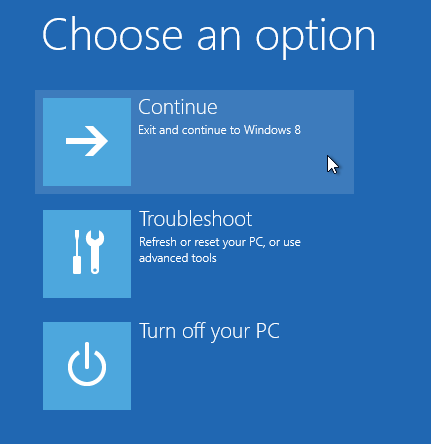 Choose an option
Continue
Exit and continue to Windows 8
Troubleshoot
Refresh or reset your PC, or use
advanced tools
Turn off your PC